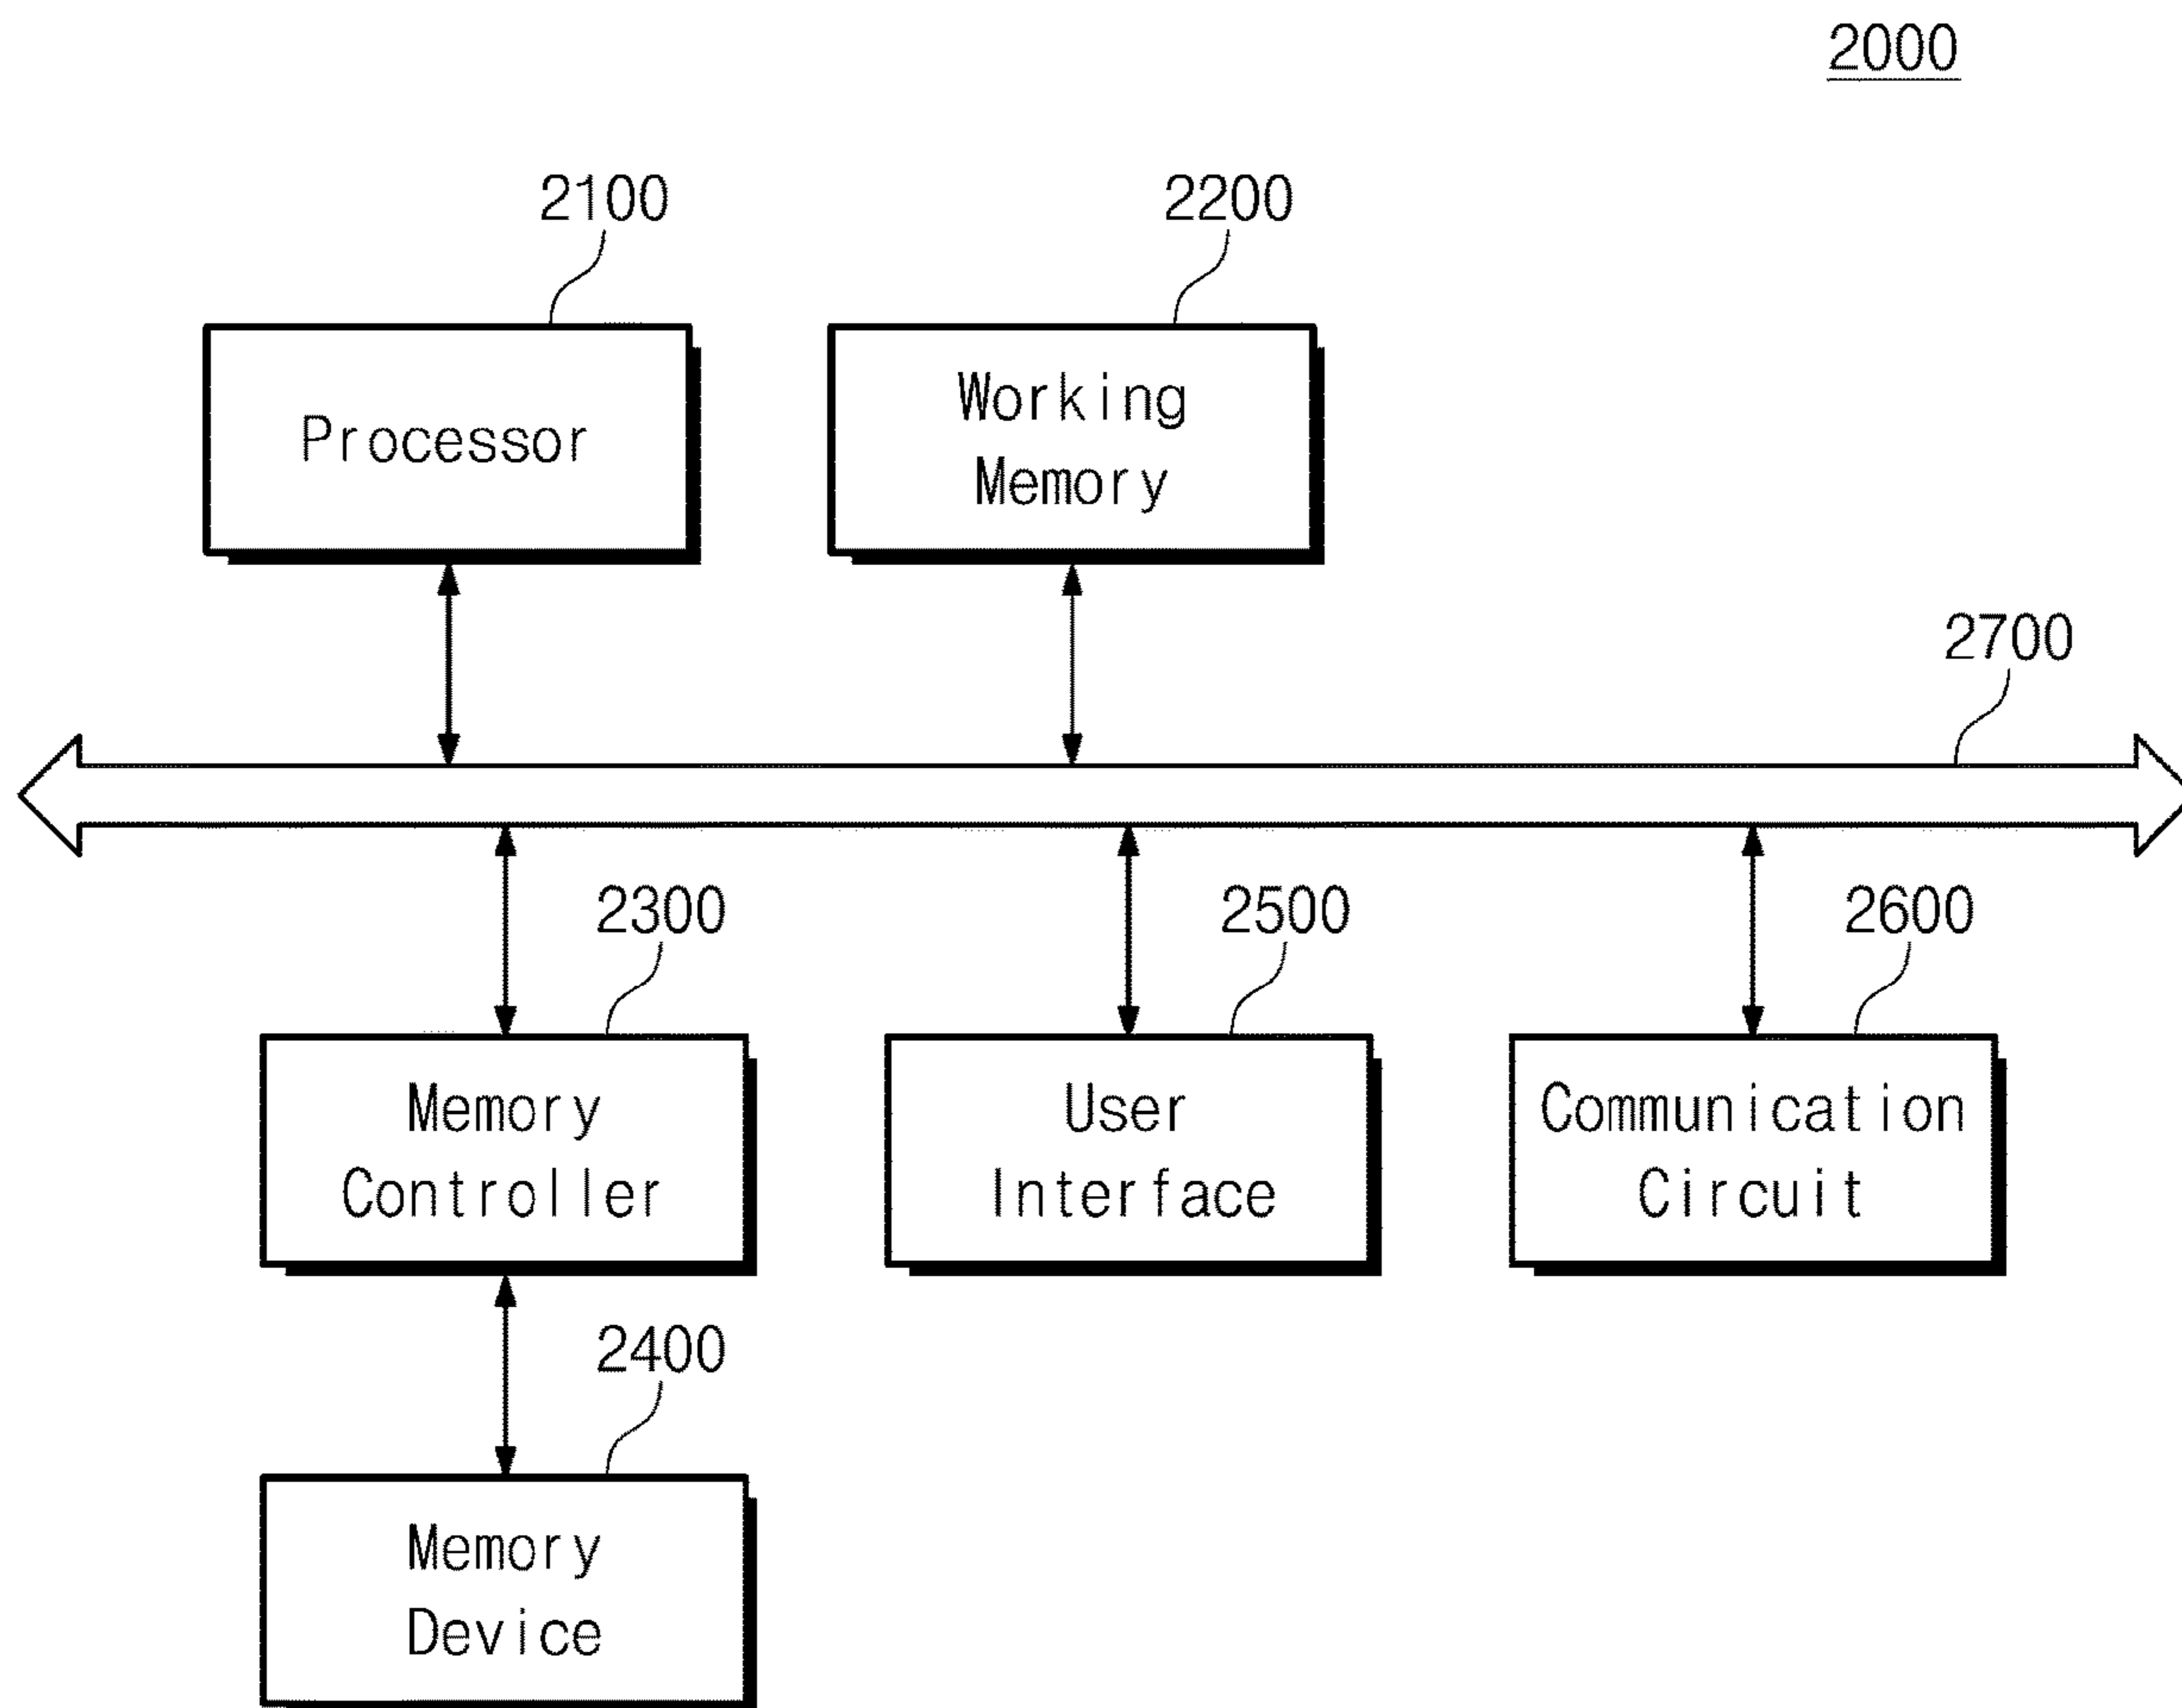 2000
2100
2200
Processor
Working
Memory
2700
2300
2500
2600
Memory
Controller
User
Interface
Communication
Circuit
2400
Memory
Device